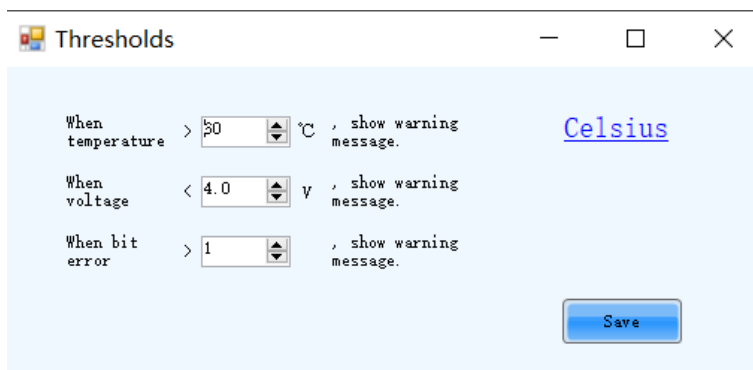 Thresholds
When temperature > °C , show warning message.
Celsius
When voltage < 4.0 V , show warning message.
When bit error > 1 , show warning message.
Save